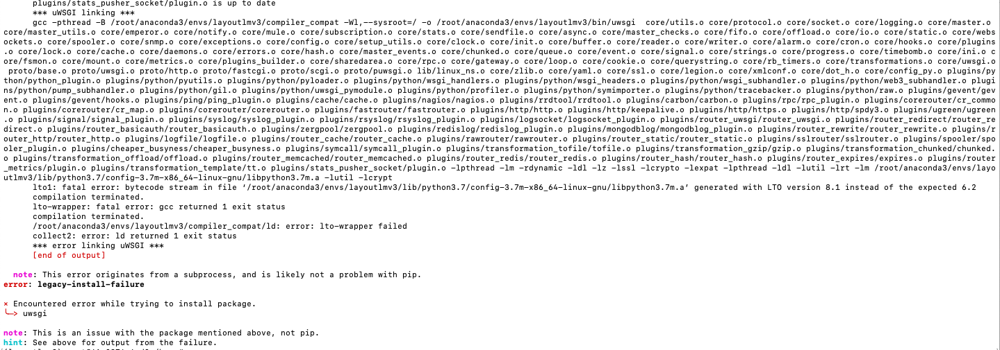 plugins/stats_pusher_socket/plugin.o is up to date
*** uWSGI linking ***
gcc -pthread -B /root/anaconda3/envs/layoutlmv3/compiler_compat -Wl,--sysroot=/ -o /root/anaconda3/envs/layoutlmv3/bin/uwsgi  core/utils.o core/protocol.o core/socket.o core/logging.o core/master.o
core/master_utils.o core/emperor.o core/notify.o core/mule.o core/subscription.o core/stats.o core/sendfile.o core/async.o core/master_checks.o core/fifo.o core/offload.o core/io.o core/static.o core/webs
ockets.o core/spooler.o core/snmp.o core/exceptions.o core/config.o core/setup_utils.o core/clock.o core/init.o core/buffer.o core/reader.o core/writer.o core/alarm.o core/cron.o core/hooks.o core/plugins
.o core/lock.o core/cache.o core/daemons.o core/errors.o core/hash.o core/master_events.o core/chunked.o core/queue.o core/event.o core/signal.o core/strings.o core/progress.o core/timebomb.o core/ini.o c
ore/fsmon.o core/mount.o core/metrics.o core/plugins_builder.o core/sharedarea.o core/rpc.o core/gateway.o core/loop.o core/cookie.o core/querystring.o core/rb_timers.o core/transformations.o core/uwsgi.o
proto/base.o proto/uwsgi.o proto/http.o proto/fastcgi.o proto/scgi.o proto/puwsgi.o lib/linux_ns.o core/zlib.o core/yaml.o core/ssl.o core/legion.o core/xmlconf.o core/dot_h.o core/config_py.o plugins/py
thon/python_plugin.o plugins/python/pyutils.o plugins/python/pyloader.o plugins/python/wsgi_handlers.o plugins/python/wsgi_headers.o plugins/python/wsgi_subhandler.o plugins/python/web3_subhandler.o plugi
ns/python/pump_subhandler.o plugins/python/gil.o plugins/python/uwsgi_pymodule.o plugins/python/profiler.o plugins/python/symimporter.o plugins/python/tracebacker.o plugins/python/raw.o plugins/gevent/gev
ent.o plugins/gevent/hooks.o plugins/ping/ping_plugin.o plugins/cache/cache.o plugins/nagios/nagios.o plugins/rrdtool/rrdtool.o plugins/carbon/carbon.o plugins/rpc/rpc_plugin.o plugins/corerouter/cr_commo
n.o plugins/corerouter/cr_map.o plugins/corerouter/corerouter.o plugins/fastrouter/fastrouter.o plugins/http/http.o plugins/http/keepalive.o plugins/http/https.o plugins/http/spdy3.o plugins/ugreen/ugreen
.o plugins/signal/signal_plugin.o plugins/syslog/syslog_plugin.o plugins/rsyslog/rsyslog_plugin.o plugins/logsocket/logsocket_plugin.o plugins/router_uwsgi/router_uwsgi.o plugins/router_redirect/router_re
direct.o plugins/router_basicauth/router_basicauth.o plugins/zergpool/zergpool.o plugins/redislog/redislog_plugin.o plugins/mongodblog/mongodblog_plugin.o plugins/router_rewrite/router_rewrite.o plugins/r
outer_http/router_http.o plugins/logfile/logfile.o plugins/router_cache/router_cache.o plugins/rawrouter/rawrouter.o plugins/router_static/router_static.o plugins/sslrouter/sslrouter.o plugins/spooler/spo
oler_plugin.o plugins/cheaper_busyness/cheaper_busyness.o plugins/symcall/symcall_plugin.o plugins/transformation_tofile/tofile.o plugins/transformation_gzip/gzip.o plugins/transformation_chunked/chunked.
o plugins/transformation_offload/offload.o plugins/router_memcached/router_memcached.o plugins/router_redis/router_redis.o plugins/router_hash/router_hash.o plugins/router_expires/expires.o plugins/router
_metrics/plugin.o plugins/transformation_template/tt.o plugins/stats_pusher_socket/plugin.o -lpthread -lm -rdynamic -ldl -lz -lssl -lcrypto -lexpat -lpthread -ldl -lutil -lrt -lm /root/anaconda3/envs/layo
utlmv3/lib/python3.7/config-3.7m-x86_64-linux-gnu/libpython3.7m.a -lutil -lcrypt
lto1: fatal error: bytecode stream in file ‘/root/anaconda3/envs/layoutlmv3/lib/python3.7/config-3.7m-x86_64-linux-gnu/libpython3.7m.a’ generated with LTO version 8.1 instead of the expected 6.2
compilation terminated.
lto-wrapper: fatal error: gcc returned 1 exit status
compilation terminated.
/root/anaconda3/envs/layoutlmv3/compiler_compat/ld: error: lto-wrapper failed
collect2: error: ld returned 1 exit status
*** error linking uWSGI ***
[end of output]
note: This error originates from a subprocess, and is likely not a problem with pip.
error: legacy-install-failure
× Encountered error while trying to install package.
╰─> uwsgi
note: This is an issue with the package mentioned above, not pip.
hint: See above for output from the failure.